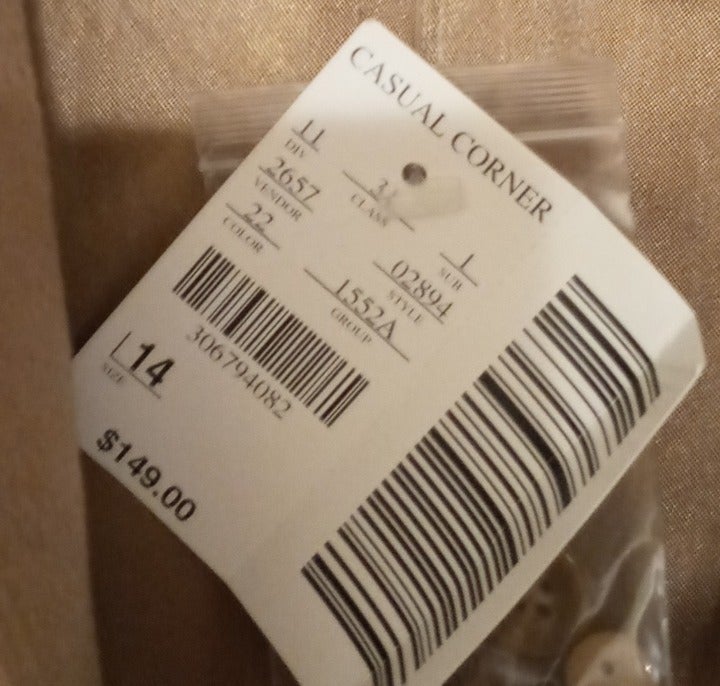 CASUAL CORNER
11
DIV
2657
VENDOR
CLASS
22
COLOR
1
SUB
02894
STYLE
1552A
GROUP
306794082
14
SIZE
$149.00